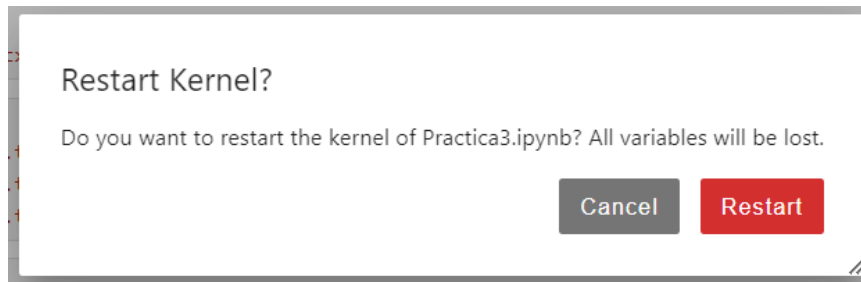 Restart Kernel?
Do you want to restart the kernel of Practica3.ipynb? All variables will be lost.
Cancel Restart